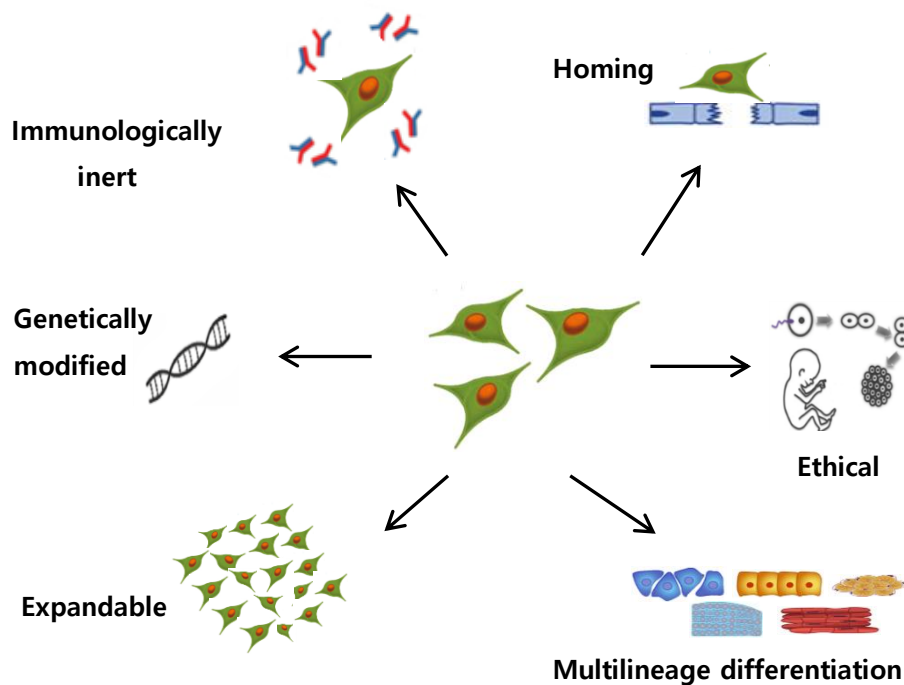 Homing
Immunologically
inert
Genetically
modified
Ethical
Expandable
Multilineage differentiation